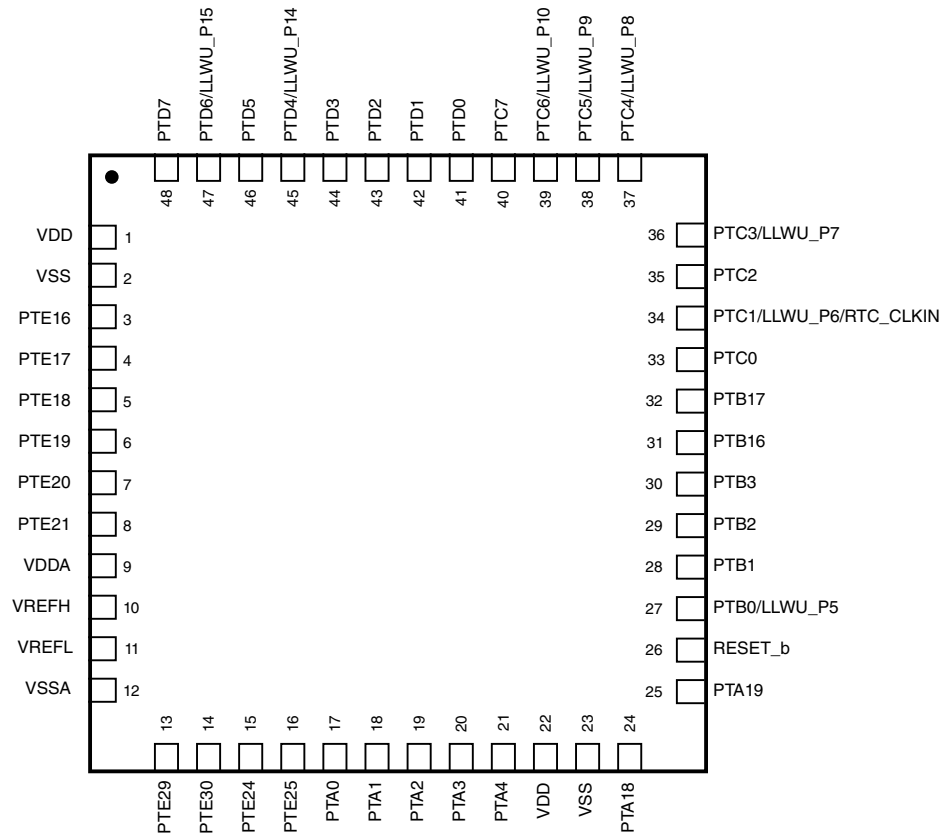 PTD7
PTD6/LLWU_P15
PTD5
PTD4/LLWU_P14
PTD3
PTD2
PTD1
PTD0
PTC7
PTC6/LLWU_P10
PTC5/LLWU_P9
PTC4/LLWU_P8
48
47
46
45
44
43
42
41
40
39
38
37
VDD 1
VSS 2
PTE16 3
PTE17 4
PTE18 5
PTE19 6
PTE20 7
PTE21 8
VDDA 9
VREFH 10
VREFL 11
VSSA 12
36 PTC3/LLWU_P7
35 PTC2
34 PTC1/LLWU_P6/RTC_CLKIN
33 PTC0
32 PTB17
31 PTB16
30 PTB3
29 PTB2
28 PTB1
27 PTB0/LLWU_P5
26 RESET_b
25 PTA19
13
14
15
16
17
18
19
20
21
22
23
24
PTE29
PTE30
PTE24
PTE25
PTA0
PTA1
PTA2
PTA3
PTA4
VDD
VSS
PTA18